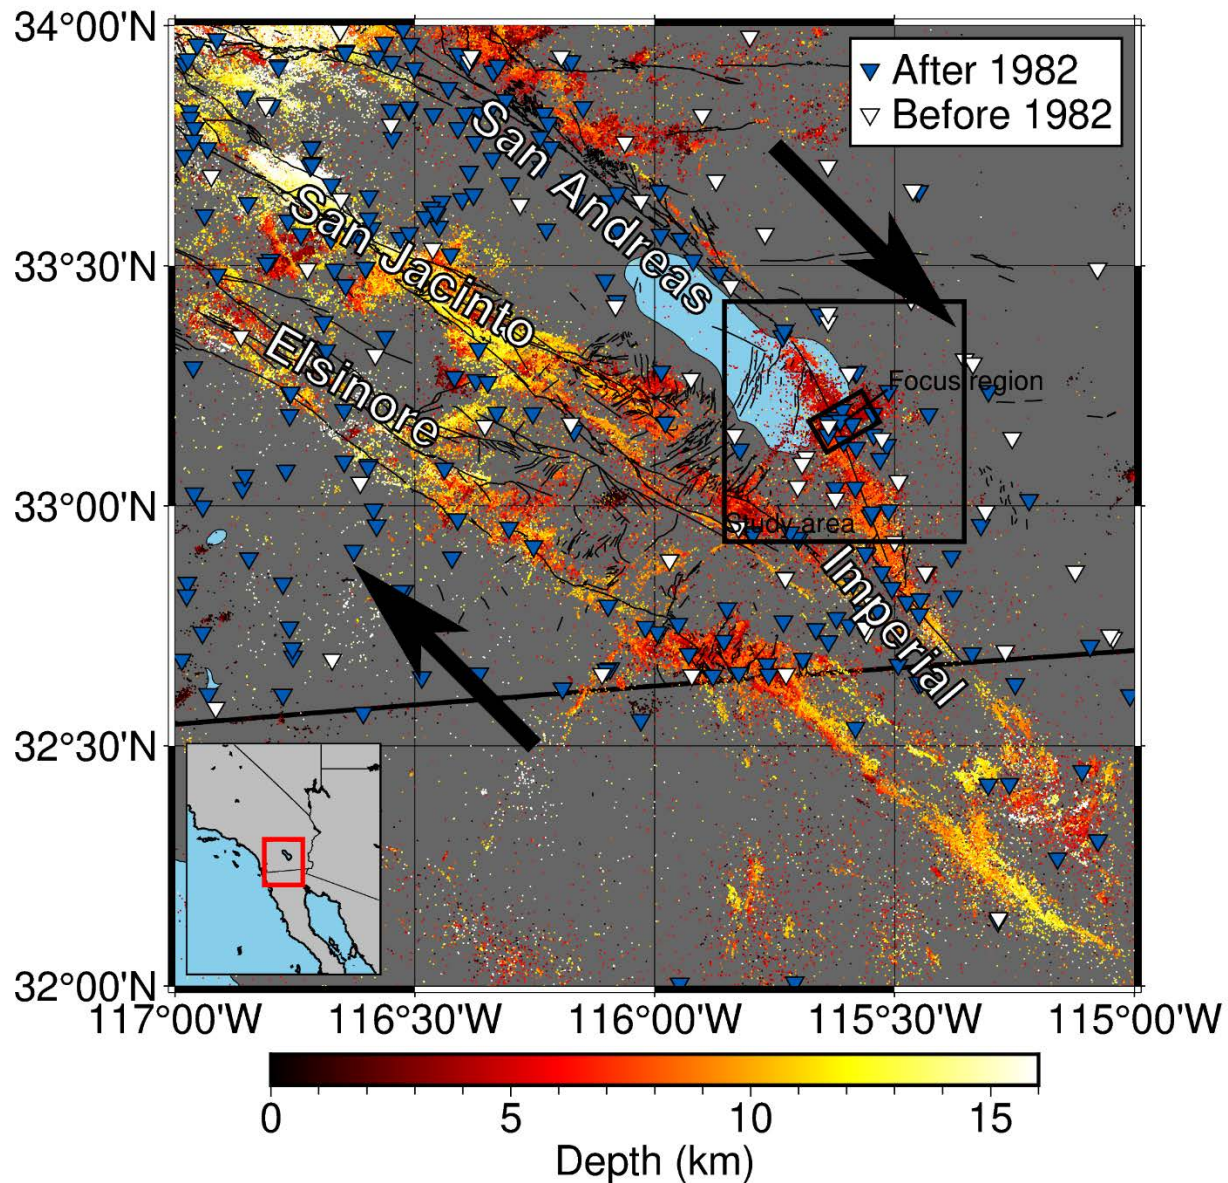 34°00'N
After 1982
Before 1982
San Andreas
San Jacinto
33°30'N
Elsinore
Focus region
33°00'N
Study area
Imperial
32°30'N
32°00'N
117°00'W 116°30'W 116°00'W 115°30'W 115°00'W
0 5 10 15
Depth (km)